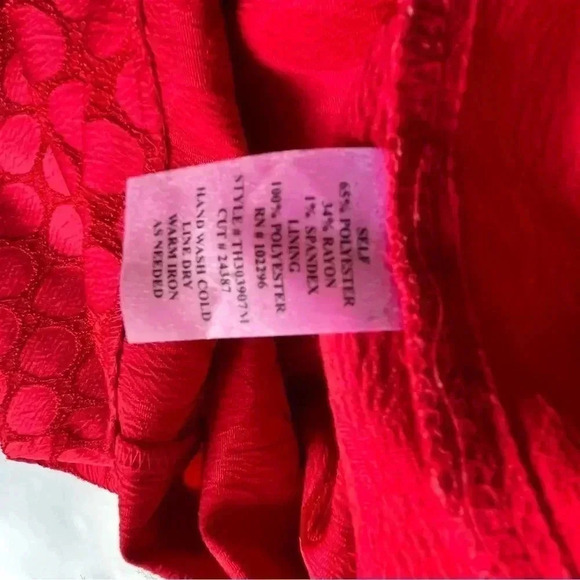 SELF
65% POLYESTER
34% RAYON
1% SPANDEX
LINING
100% POLYESTER
RN # 102296
STYLE # TH303907M
CUT # 24387
HAND WASH COLD
LINE DRY
WARM IRON
AS NEEDED